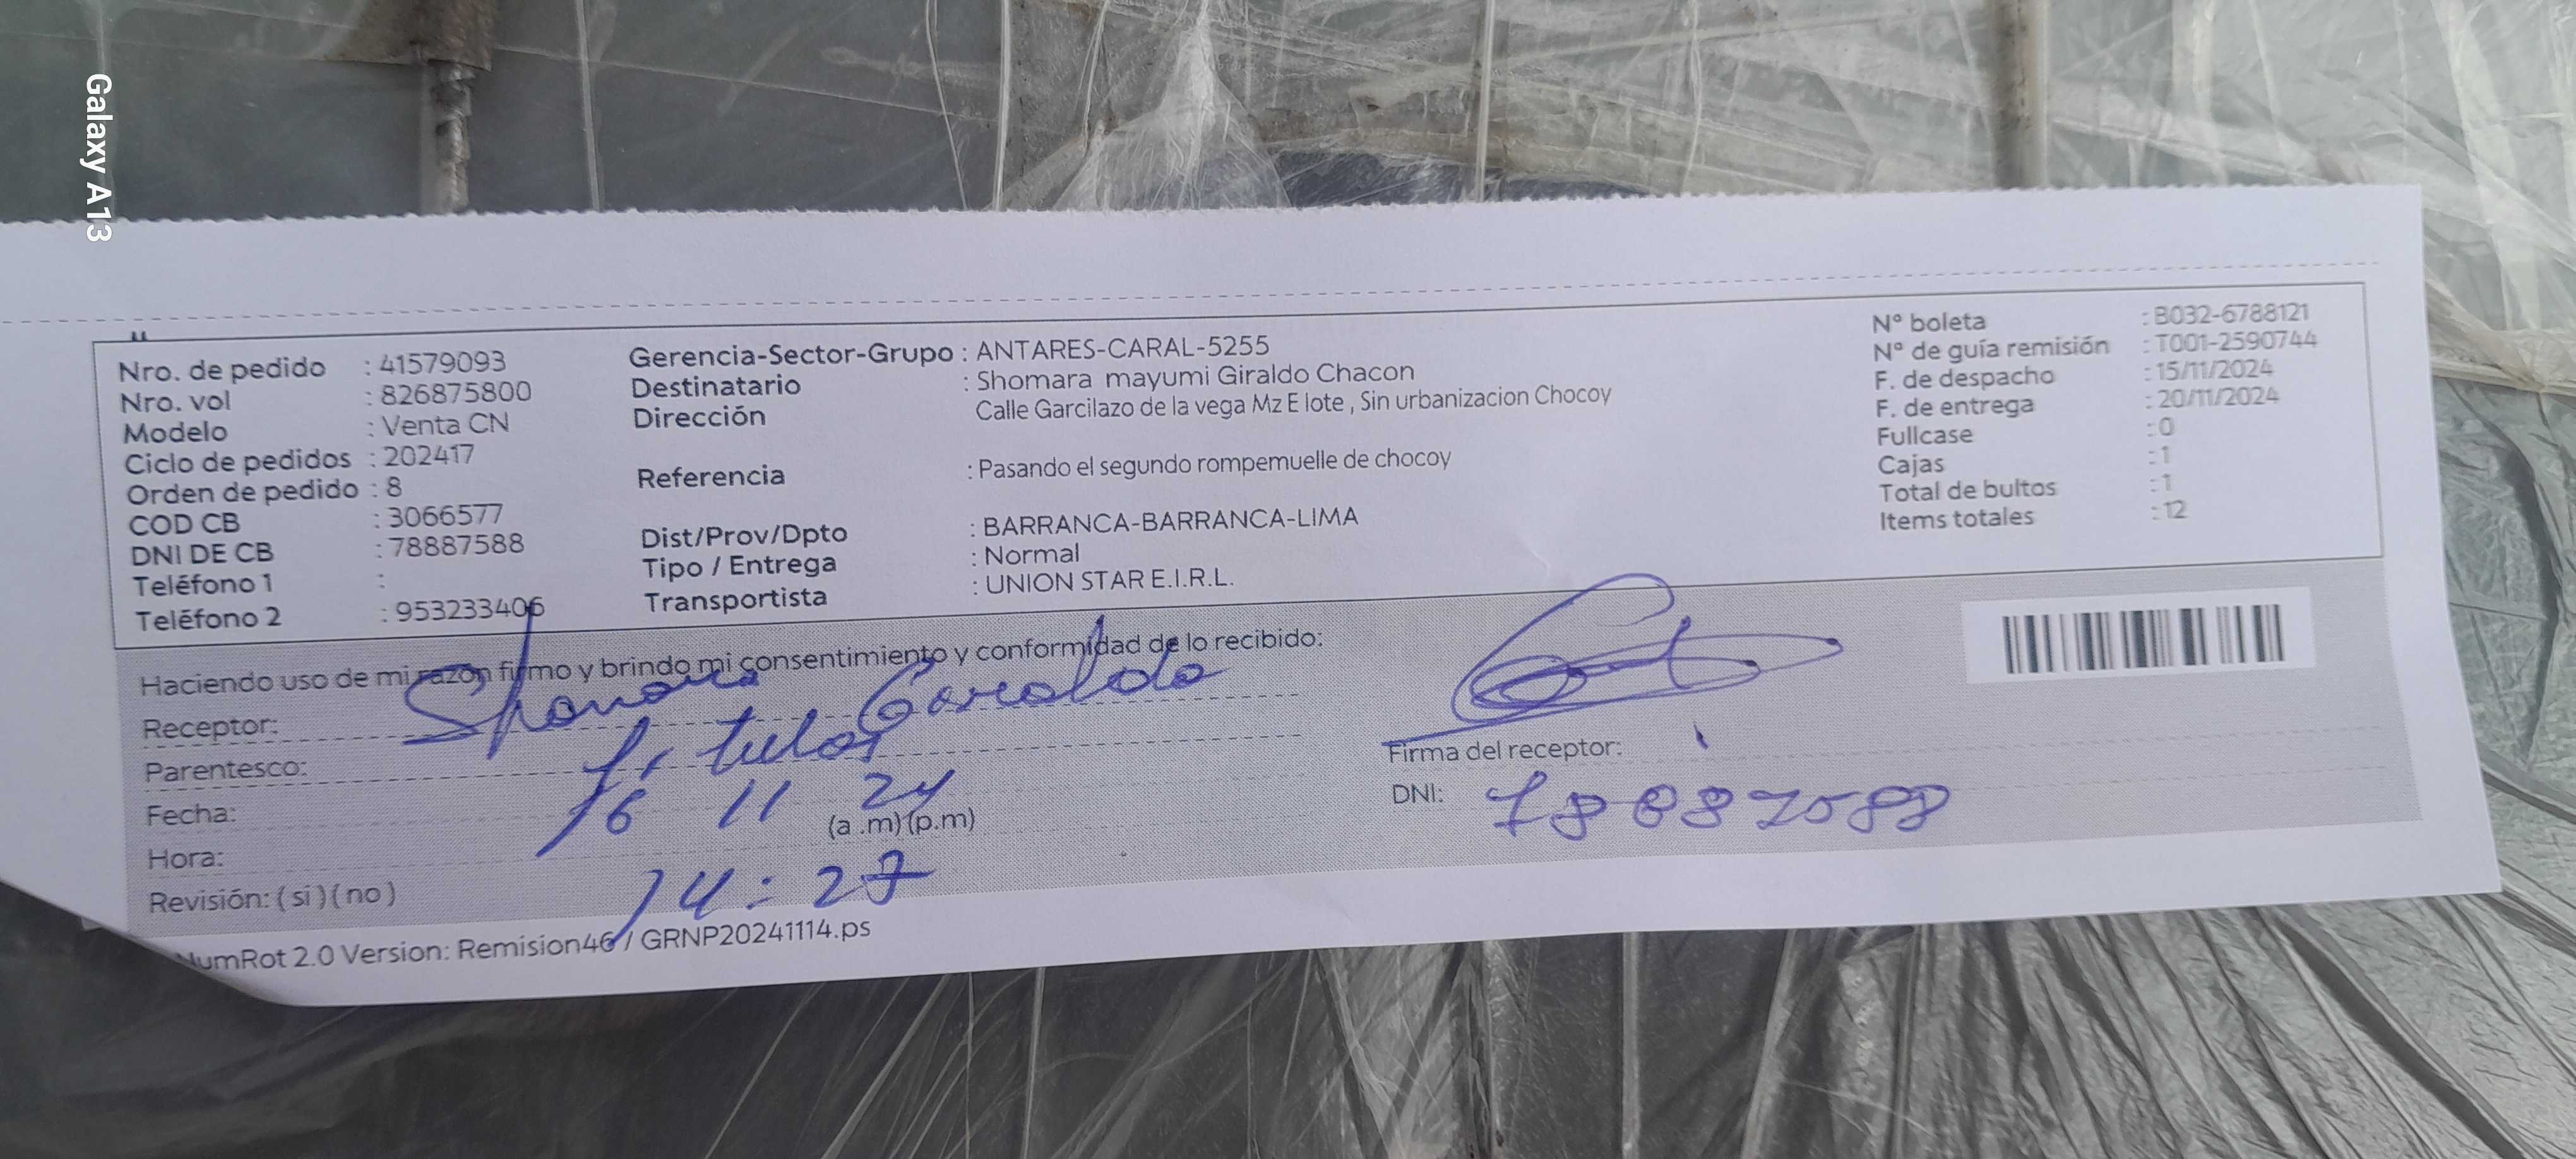 Galaxy A13
Nro. de pedido : 41579093
Nro. vol : 826875800
Modelo : Venta CN
Ciclo de pedidos : 202417
Orden de pedido : 8
COD CB : 3066577
DNI DE CB : 78887588
Teléfono 1 :
Teléfono 2 : 953233406
Gerencia-Sector-Grupo : ANTARES-CARAL-5255
Destinatario : Shomara mayumi Giraldo Chacon
Dirección Calle Garcilazo de la vega Mz E lote , Sin urbanizacion Chocoy
Referencia : Pasando el segundo rompemuelle de chocoy
Dist/Prov/Dpto : BARRANCA-BARRANCA-LIMA
Tipo / Entrega : Normal
Transportista : UNION STAR E.I.R.L.
N° boleta : B032-6788121
N° de guía remisión : T001-2590744
F. de despacho : 15/11/2024
F. de entrega : 20/11/2024
Fullcase : 0
Cajas : 1
Total de bultos : 1
Items totales : 12
Haciendo uso de mi razón firmo y brindo mi consentimiento y conformidad de lo recibido:
Receptor:
Parentesco:
Fecha: 16 11 24
(a .m) (p.m)
Hora: 14:27
Revisión: ( si ) ( no )
Firma del receptor:
DNI: 78887588
NumRot 2.0 Version: Remision46 / GRNP20241114.ps